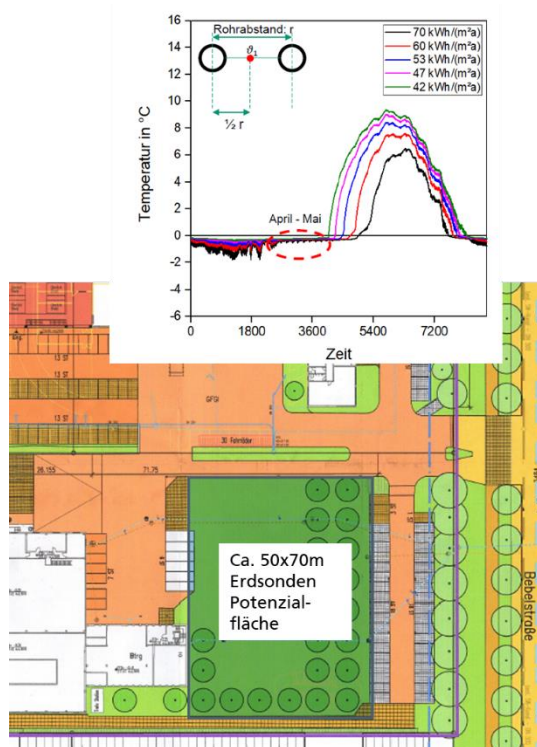 Rohrabstand: r
ϑ₁
½ r
70 kWh/(m²a)
60 kWh/(m²a)
53 kWh/(m²a)
47 kWh/(m²a)
42 kWh/(m²a)
Temperatur in °C
16
14
12
10
8
6
4
2
0
-2
-4
-6
April - Mai
0
1800
3600
5400
7200
Zeit
13 ST
13 ST
GFGI
30 Fahrräder
71,75
Ca. 50x70m
Erdsonden
Potenzial-
fläche
Bebelstraße